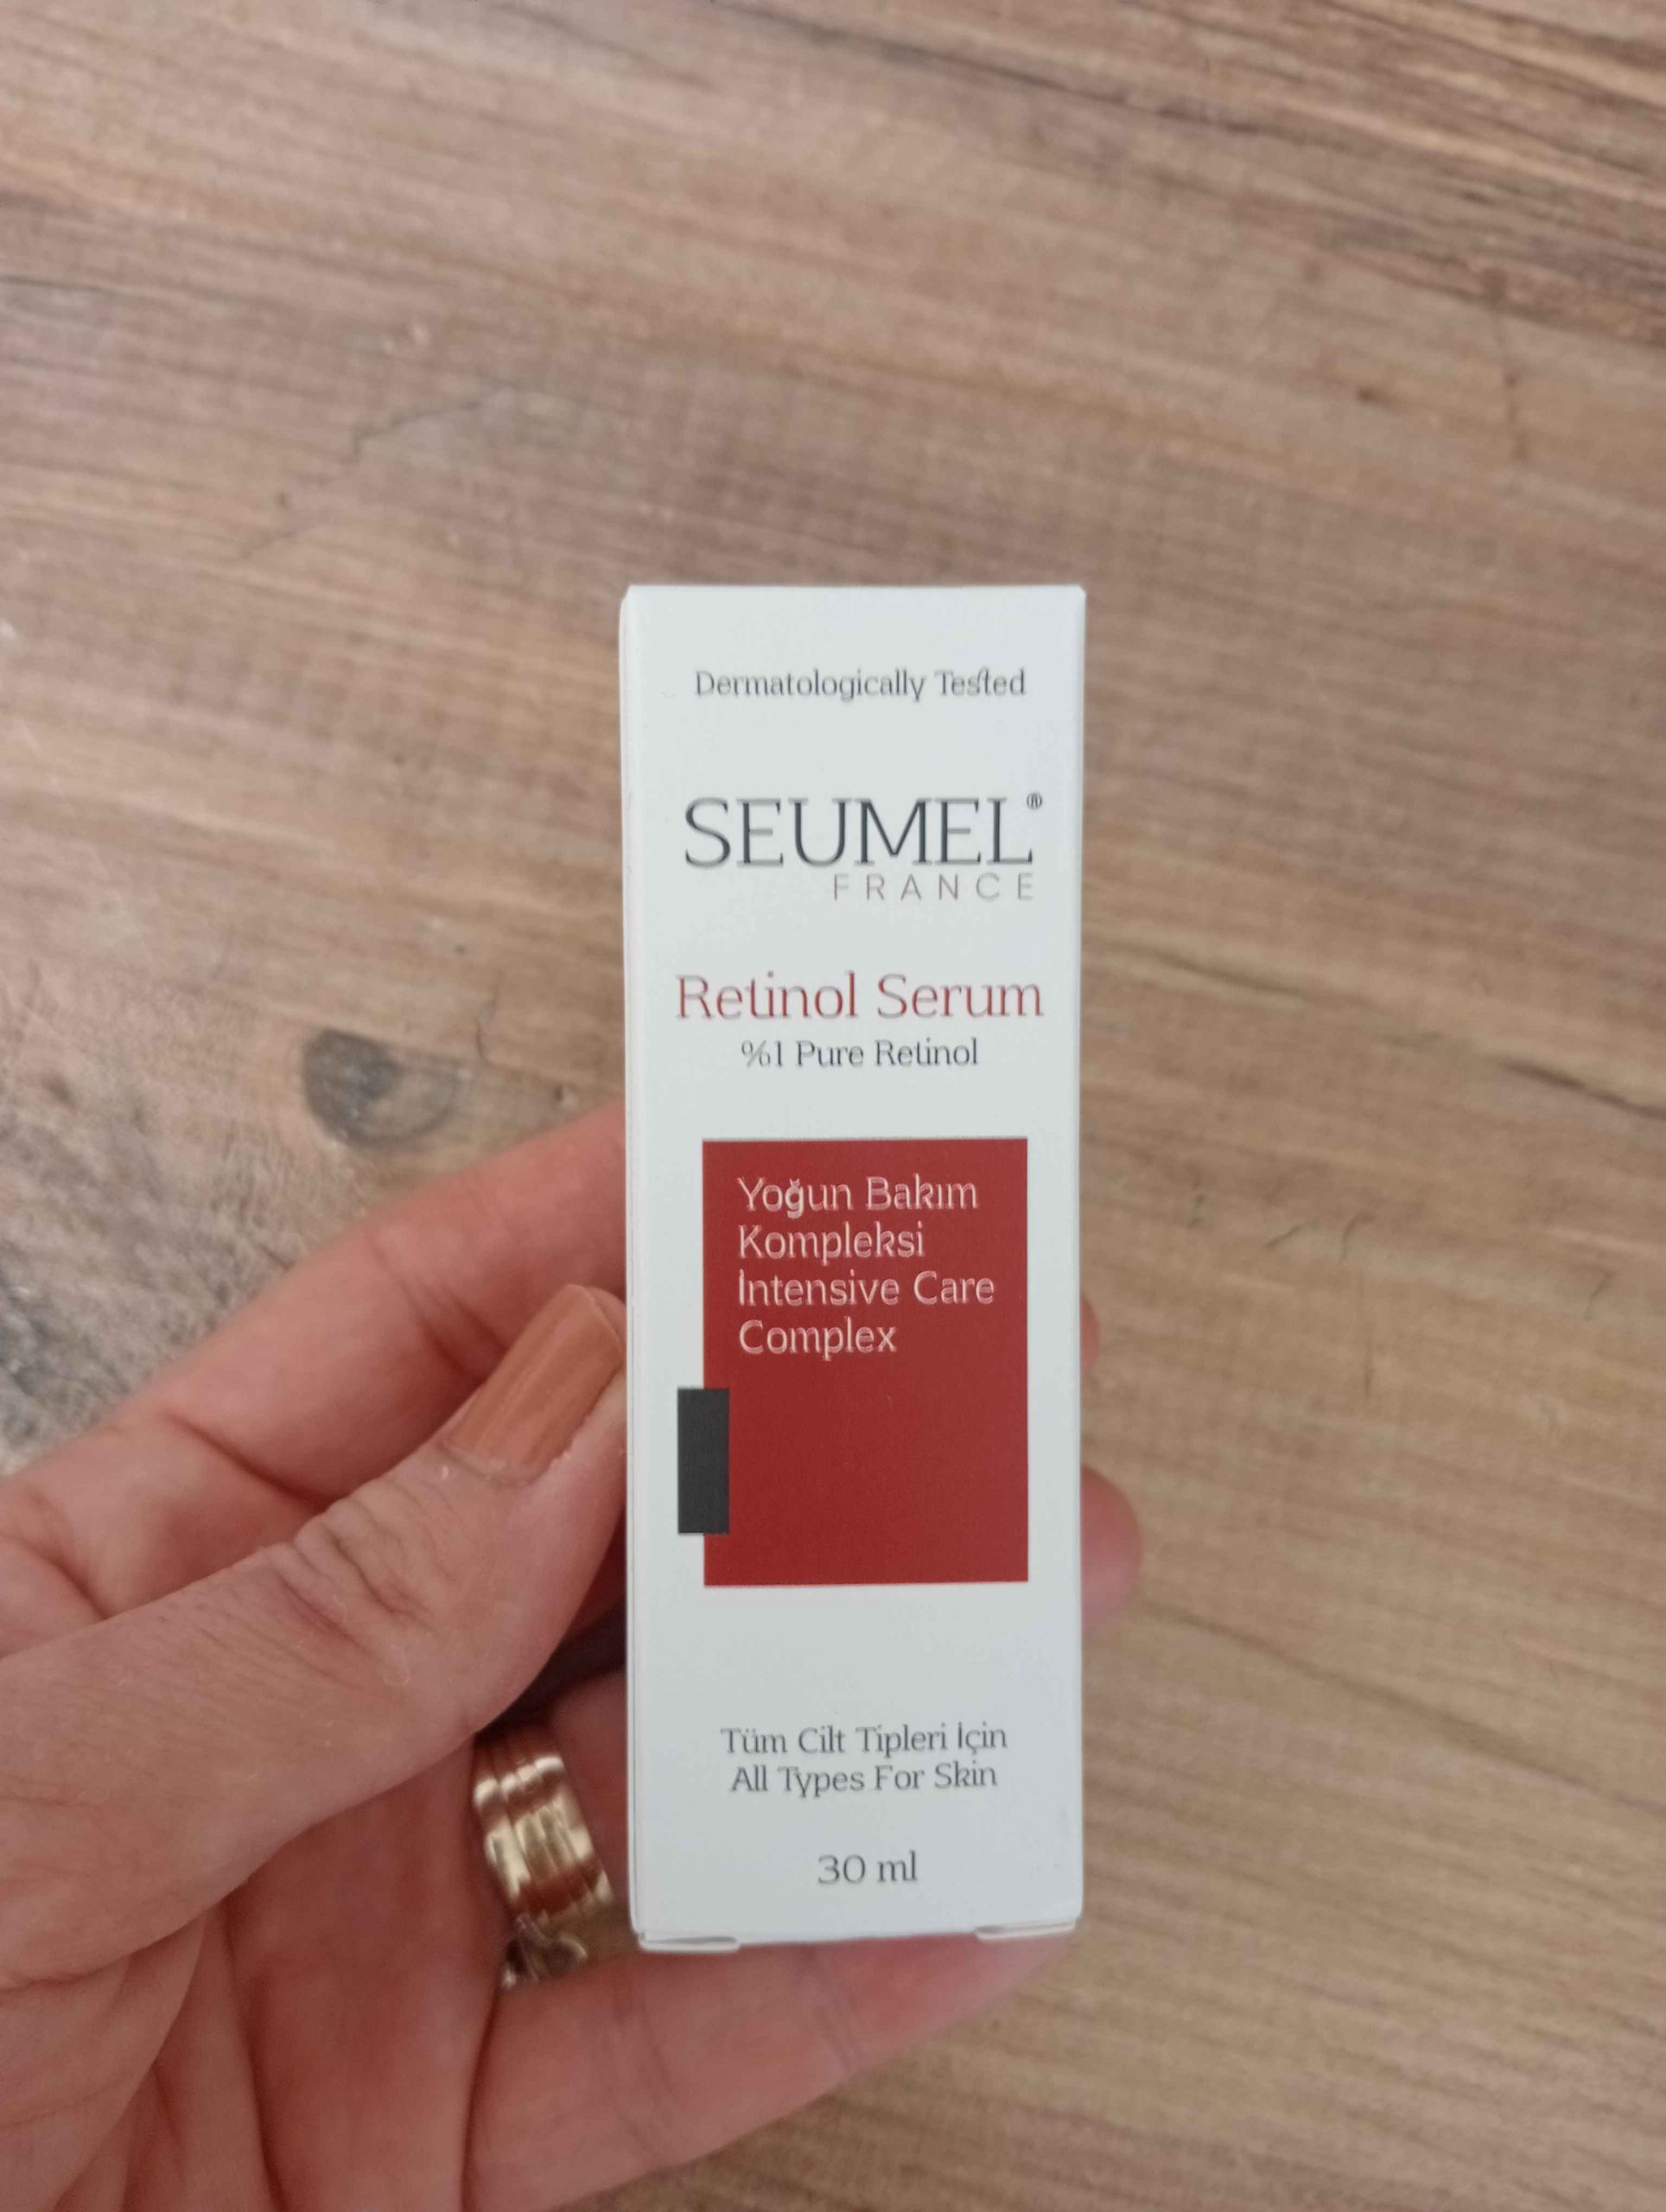 Dermatologically Tested
SEUMEL®
FRANCE
Retinol Serum
%1 Pure Retinol
Yoğun Bakım
Kompleksi
Intensive Care
Complex
Tüm Cilt Tipleri İçin
All Types For Skin
30 ml